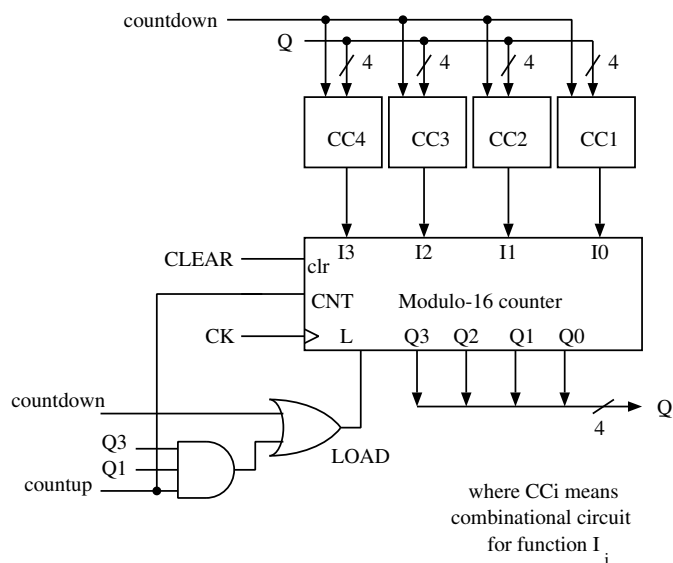 countdown
Q
4 4 4 4
CC4 CC3 CC2 CC1
I3 I2 I1 I0
CLEAR
clr
CNT Modulo-16 counter
CK
L Q3 Q2 Q1 Q0
countdown
Q
4
Q3
Q1
LOAD
countup
where CCi means
combinational circuit
for function I
i